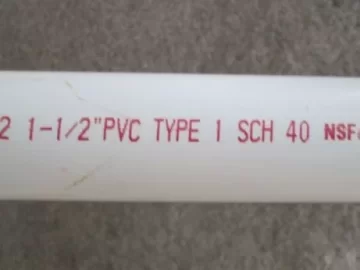 2 1-1/2"PVC TYPE 1 SCH 40 NSF